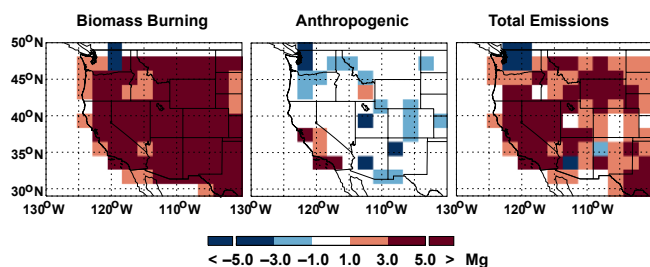 Biomass Burning Anthropogenic Total Emissions
50°N
45°N
40°N
35°N
30°N
130°W 120°W 110°W 130°W 120°W 110°W 130°W 120°W 110°W
< –5.0 –3.0 –1.0 1.0 3.0 5.0 > Mg